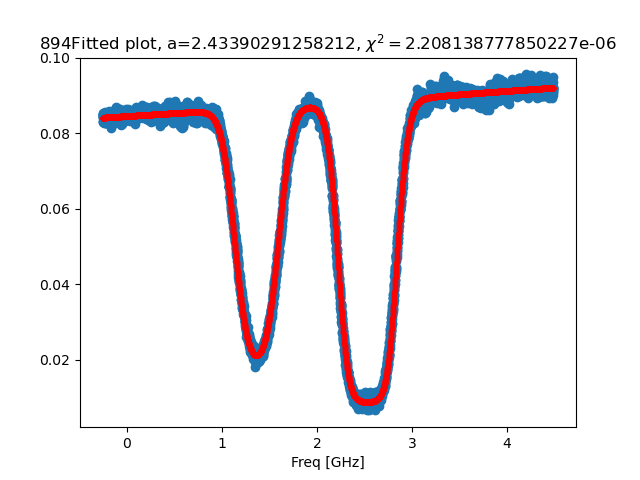 894Fitted plot, a=2.43390291258212, χ² = 2.208138777850227e-06
0.10
0.08
0.06
0.04
0.02
0 1 2 3 4
Freq [GHz]